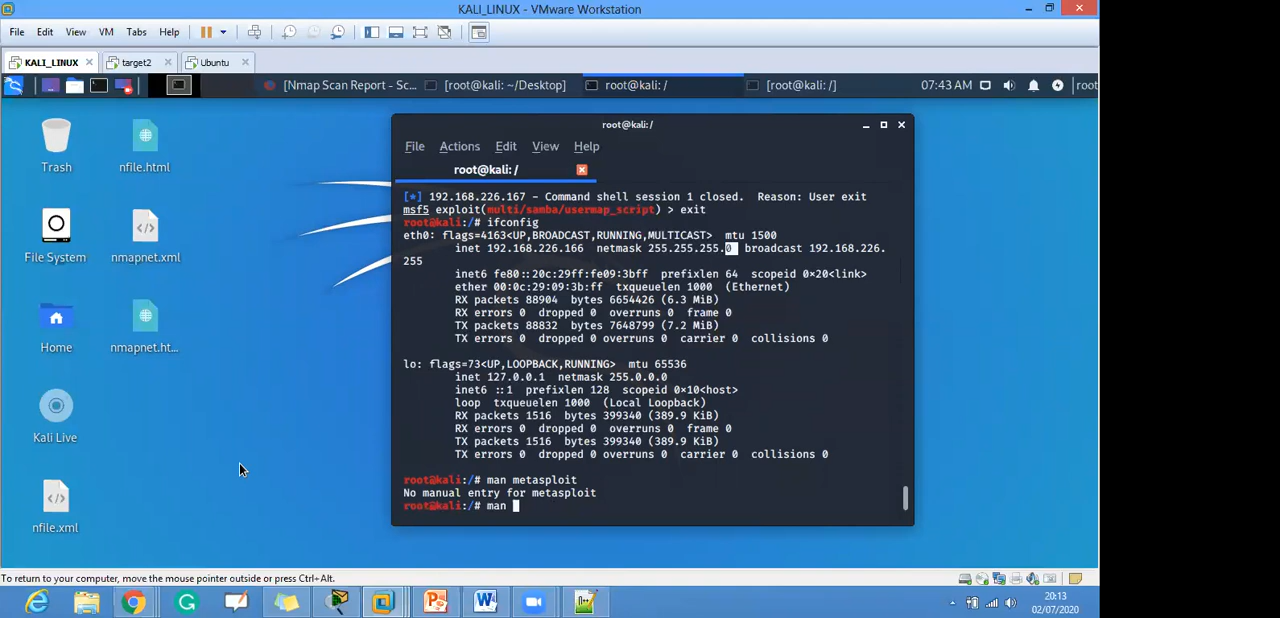 KALI_LINUX - VMware Workstation
File Edit View VM Tabs Help
KALI_LINUX target2 Ubuntu
[Nmap Scan Report - Sc... [root@kali: ~/Desktop] root@kali: / [root@kali: /] 07:43 AM root
Trash
nfile.html
File System
nmapnet.xml
Home
nmapnet.ht...
Kali Live
nfile.xml
root@kali: /
File Actions Edit View Help
root@kali: /
[*] 192.168.226.167 - Command shell session 1 closed.  Reason: User exit
msf5 exploit(multi/samba/usermap_script) > exit
root@kali:/# ifconfig
eth0: flags=4163<UP,BROADCAST,RUNNING,MULTICAST>  mtu 1500
inet 192.168.226.166  netmask 255.255.255.0  broadcast 192.168.226.
255
inet6 fe80::20c:29ff:fe09:3bff  prefixlen 64  scopeid 0×20<link>
ether 00:0c:29:09:3b:ff  txqueuelen 1000  (Ethernet)
RX packets 88904  bytes 6654426 (6.3 MiB)
RX errors 0  dropped 0  overruns 0  frame 0
TX packets 88832  bytes 7648799 (7.2 MiB)
TX errors 0  dropped 0 overruns 0  carrier 0  collisions 0
lo: flags=73<UP,LOOPBACK,RUNNING>  mtu 65536
inet 127.0.0.1  netmask 255.0.0.0
inet6 ::1  prefixlen 128  scopeid 0×10<host>
loop  txqueuelen 1000  (Local Loopback)
RX packets 1516  bytes 399340 (389.9 KiB)
RX errors 0  dropped 0  overruns 0  frame 0
TX packets 1516  bytes 399340 (389.9 KiB)
TX errors 0  dropped 0 overruns 0  carrier 0  collisions 0
root@kali:/# man metasploit
No manual entry for metasploit
root@kali:/# man
To return to your computer, move the mouse pointer outside or press Ctrl+Alt.
20:13
02/07/2020